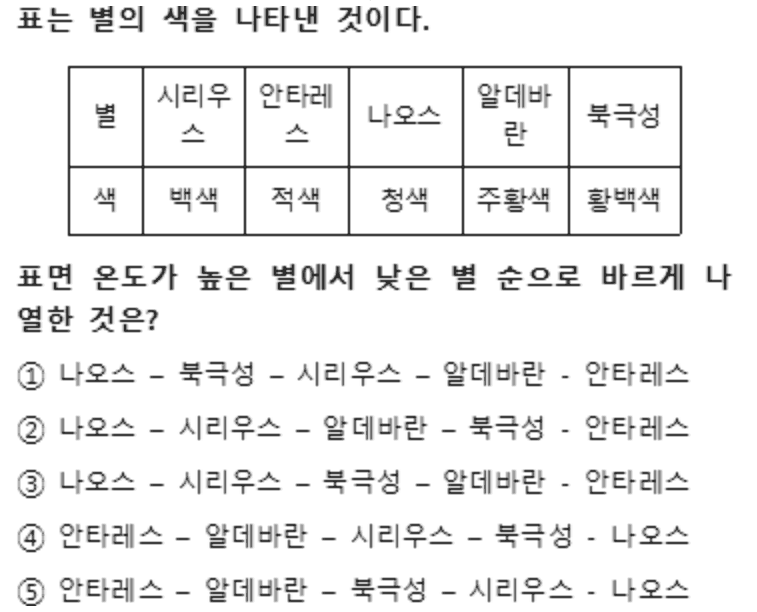 표는 별의 색을 나타낸 것이다.
별 시리우스 안타레스 나오스 알데바란 북극성
색 백색 적색 청색 주황색 황백색
표면 온도가 높은 별에서 낮은 별 순으로 바르게 나
열한 것은?
① 나오스 – 북극성 – 시리우스 – 알데바란 - 안타레스
② 나오스 – 시리우스 – 알데바란 – 북극성 - 안타레스
③ 나오스 – 시리우스 – 북극성 – 알데바란 - 안타레스
④ 안타레스 – 알데바란 – 시리우스 – 북극성 - 나오스
⑤ 안타레스 – 알데바란 – 북극성 – 시리우스 - 나오스